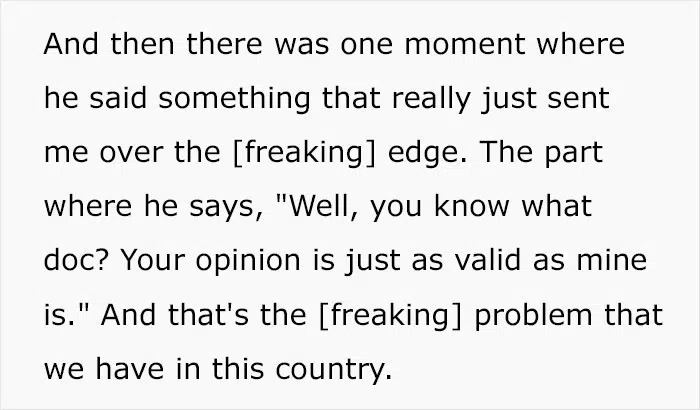 And then there was one moment where
he said something that really just sent
me over the [freaking] edge. The part
where he says, "Well, you know what
doc? Your opinion is just as valid as mine
is." And that's the [freaking] problem that
we have in this country.